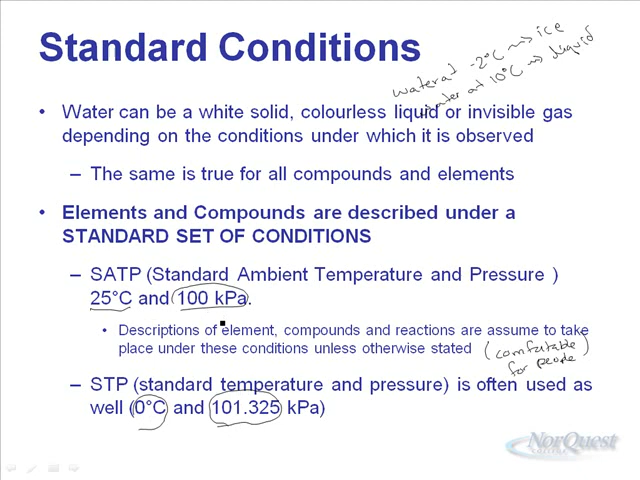 Standard Conditions
water at -2°C ⇝ ice
water at 10°C ⇝ liquid
• Water can be a white solid, colourless liquid or invisible gas
depending on the conditions under which it is observed
– The same is true for all compounds and elements
• Elements and Compounds are described under a
STANDARD SET OF CONDITIONS
– SATP (Standard Ambient Temperature and Pressure )
25°C and 100 kPa.
• Descriptions of element, compounds and reactions are assume to take
place under these conditions unless otherwise stated
(comfortable
for people)
– STP (standard temperature and pressure) is often used as
well (0°C and 101.325 kPa)
NorQuest
COLLEGE